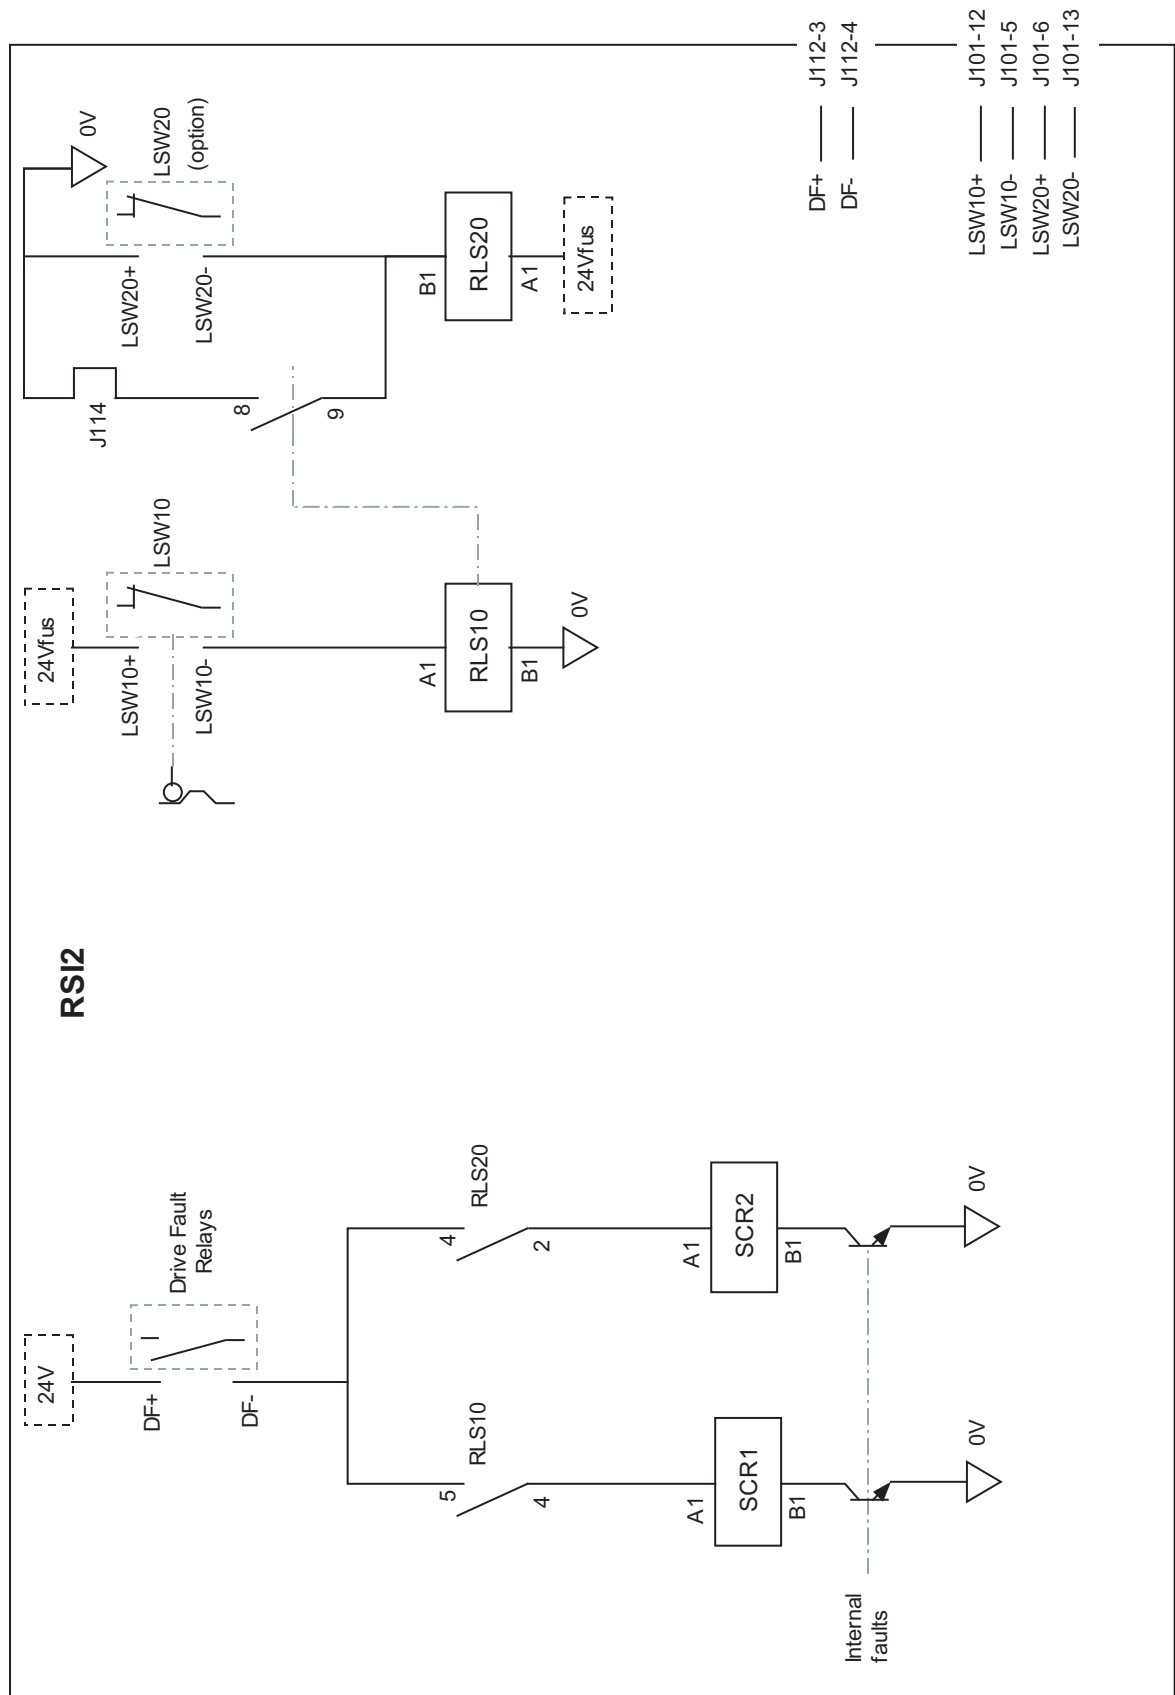 RSI2
24V
DF+
DF-
Drive Fault
Relays
RLS10
5
4
RLS20
4
2
A1
SCR1
B1
A1
SCR2
B1
Internal
faults
0V
0V
24Vfus
LSW10+
LSW10-
LSW10
A1
RLS10
B1
0V
J114
8
9
LSW20+
LSW20-
LSW20
(option)
0V
B1
RLS20
A1
24Vfus
DF+ J112-3
DF- J112-4
LSW10+ J101-12
LSW10- J101-5
LSW20+ J101-6
LSW20- J101-13